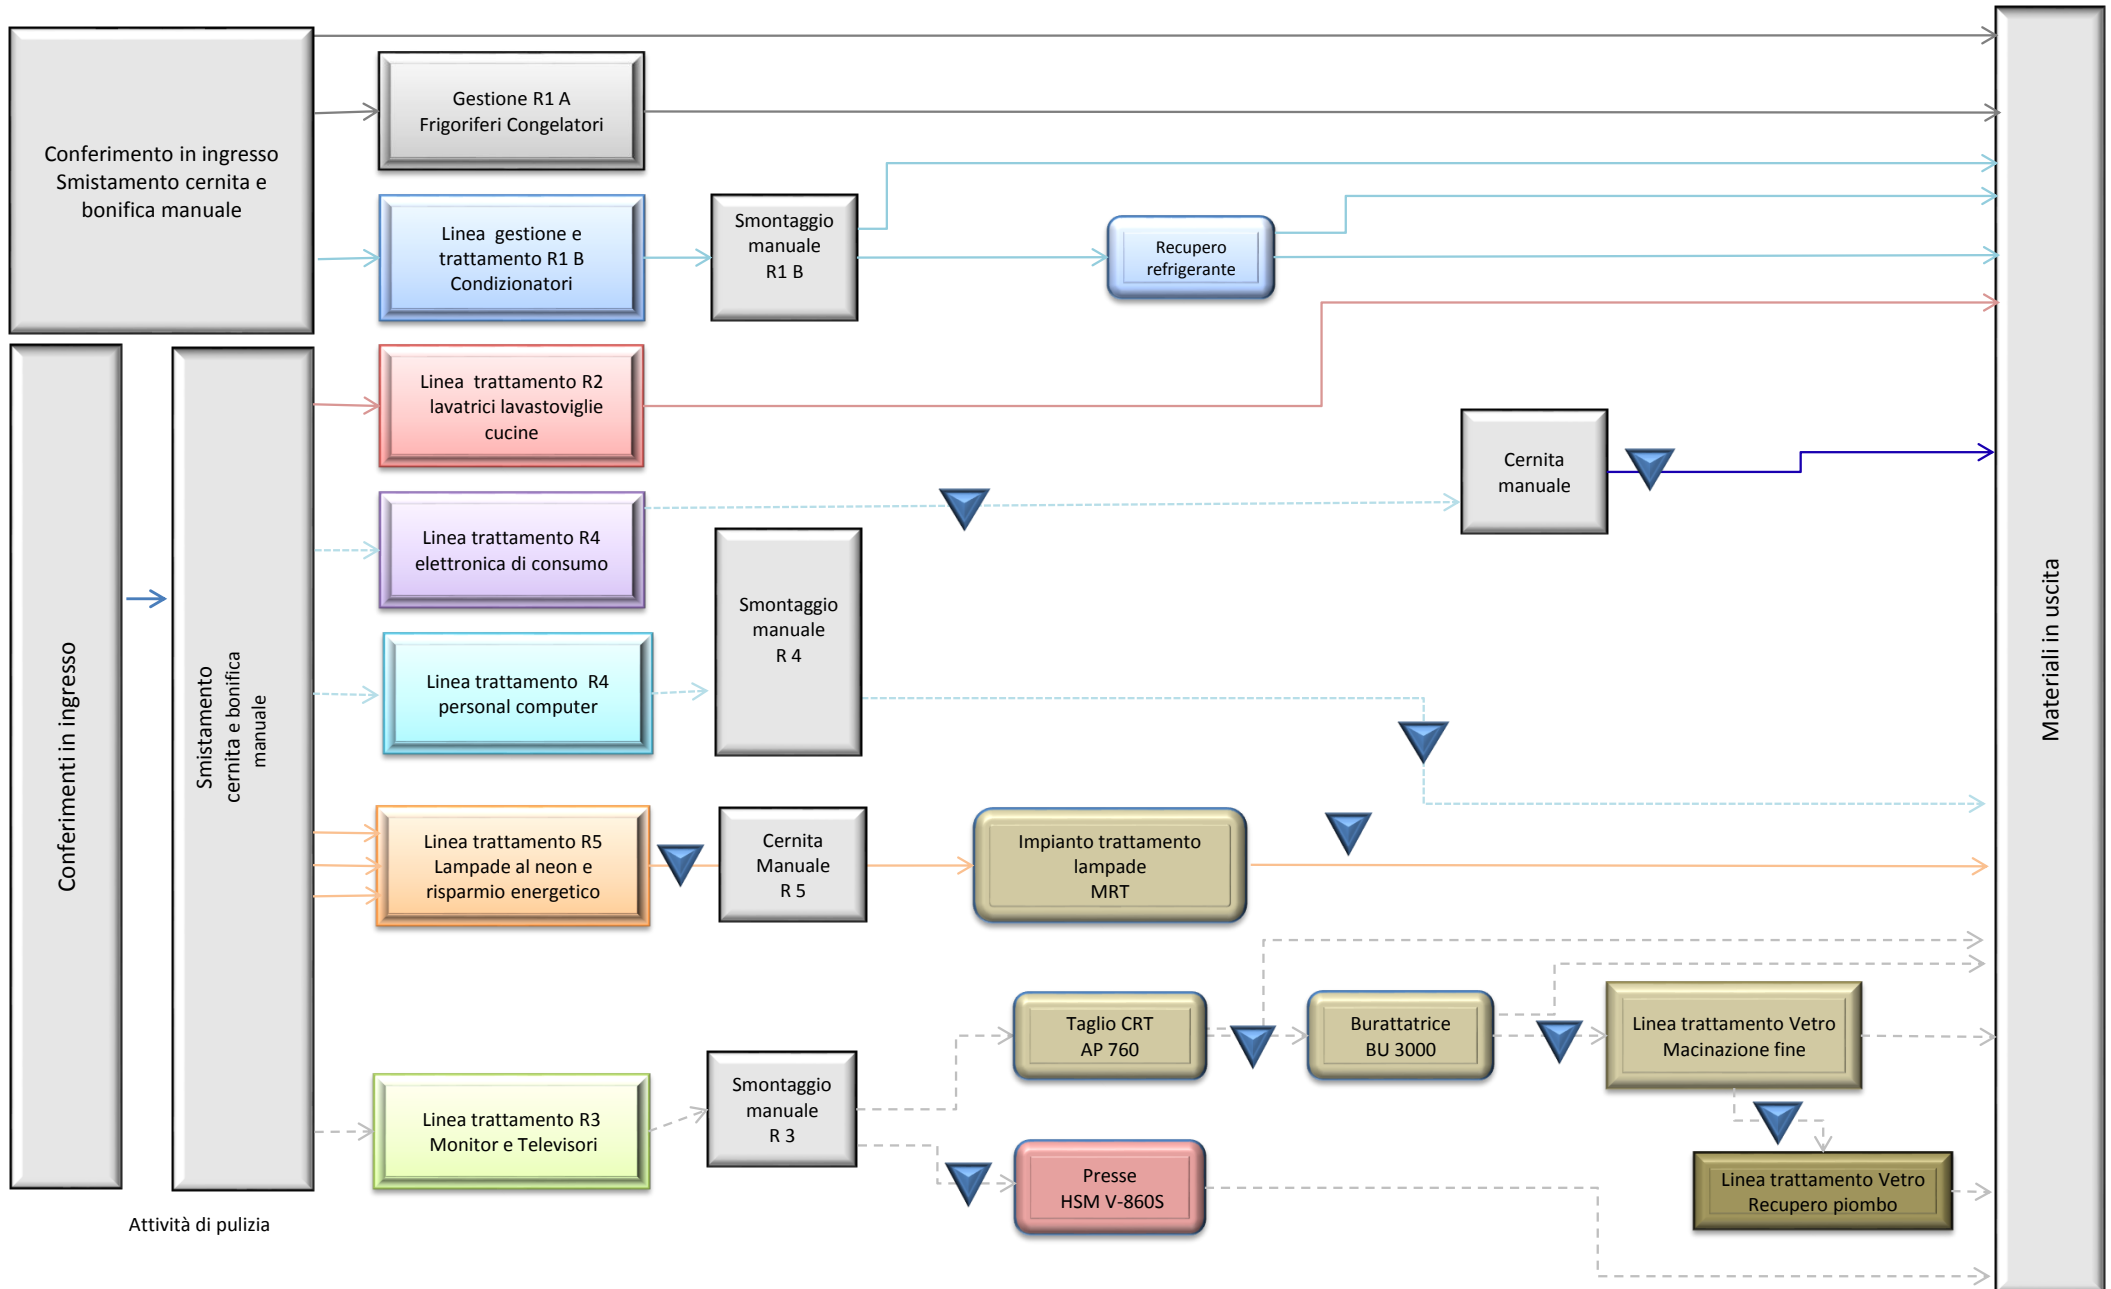 Conferimento in ingresso
Smistamento cernita e
bonifica manuale
Gestione R1 A
Frigoriferi Congelatori
Linea gestione e
trattamento R1 B
Condizionatori
Smontaggio
manuale
R1 B
Recupero
refrigerante
Linea trattamento R2
lavatrici lavastoviglie
cucine
Cernita
manuale
Linea trattamento R4
elettronica di consumo
Smontaggio
manuale
R 4
Linea trattamento R4
personal computer
Conferimenti in ingresso
Smistamento
cernita e bonifica
manuale
Materiali in uscita
Linea trattamento R5
Lampade al neon e
risparmio energetico
Cernita
Manuale
R 5
Impianto trattamento
lampade
MRT
Taglio CRT
AP 760
Burattatrice
BU 3000
Linea trattamento Vetro
Macinazione fine
Linea trattamento R3
Monitor e Televisori
Smontaggio
manuale
R 3
Presse
HSM V-860S
Linea trattamento Vetro
Recupero piombo
Attività di pulizia